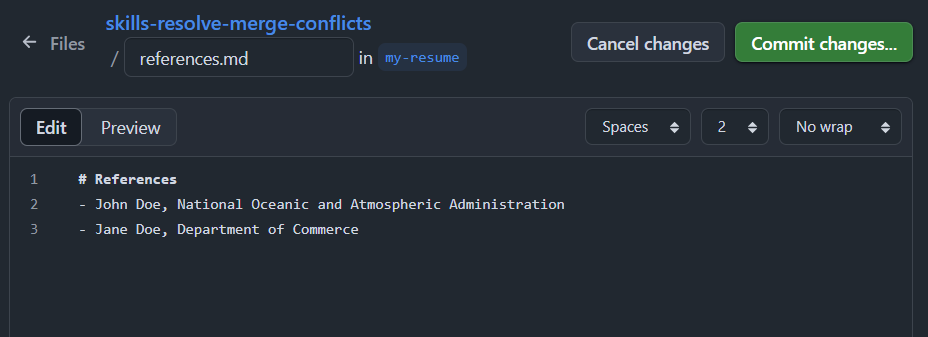 skills-resolve-merge-conflicts
← Files
/ references.md in my-resume
Cancel changes
Commit changes...
Edit
Preview
Spaces
2
No wrap
1 # References
2 - John Doe, National Oceanic and Atmospheric Administration
3 - Jane Doe, Department of Commerce